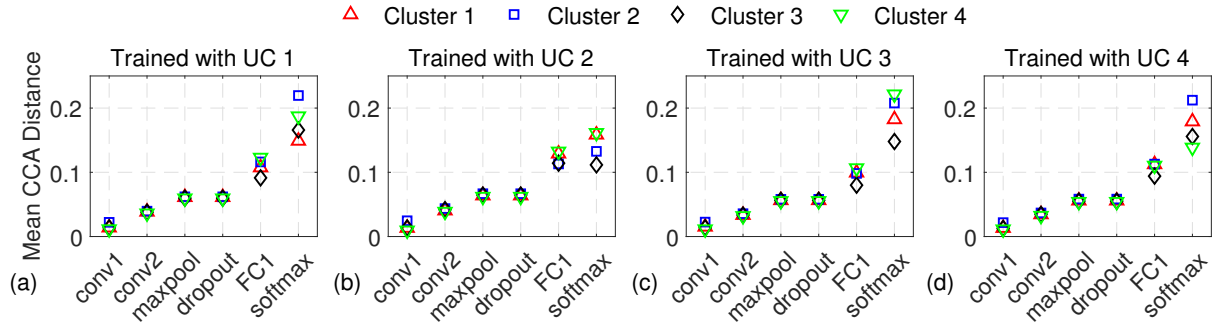 Cluster 1 Cluster 2 Cluster 3 Cluster 4
Trained with UC 1 Trained with UC 2 Trained with UC 3 Trained with UC 4
Mean CCA Distance
0.2 0.2 0.2 0.2
0.1 0.1 0.1 0.1
0 0 0 0
(a) conv1 conv2 maxpool dropout FC1 softmax
(b) conv1 conv2 maxpool dropout FC1 softmax
(c) conv1 conv2 maxpool dropout FC1 softmax
(d) conv1 conv2 maxpool dropout FC1 softmax